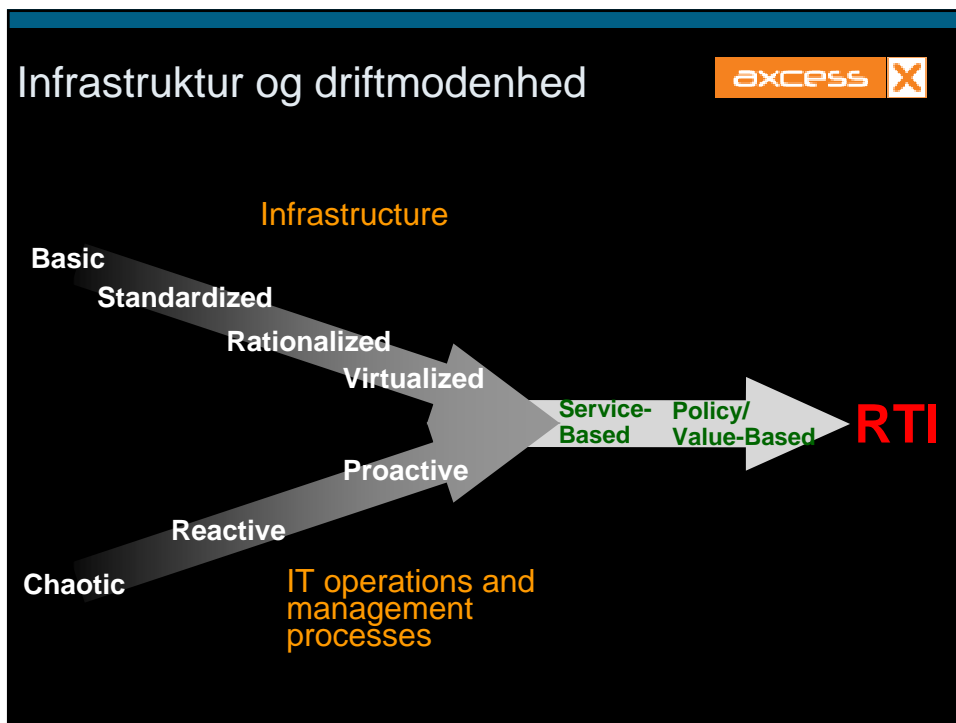 Infrastruktur og driftmodenhed
axcess X
Infrastructure
Basic
Standardized
Rationalized
Virtualized
Service-
Based
Policy/
Value-Based
RTI
Proactive
Reactive
Chaotic
IT operations and
management
processes